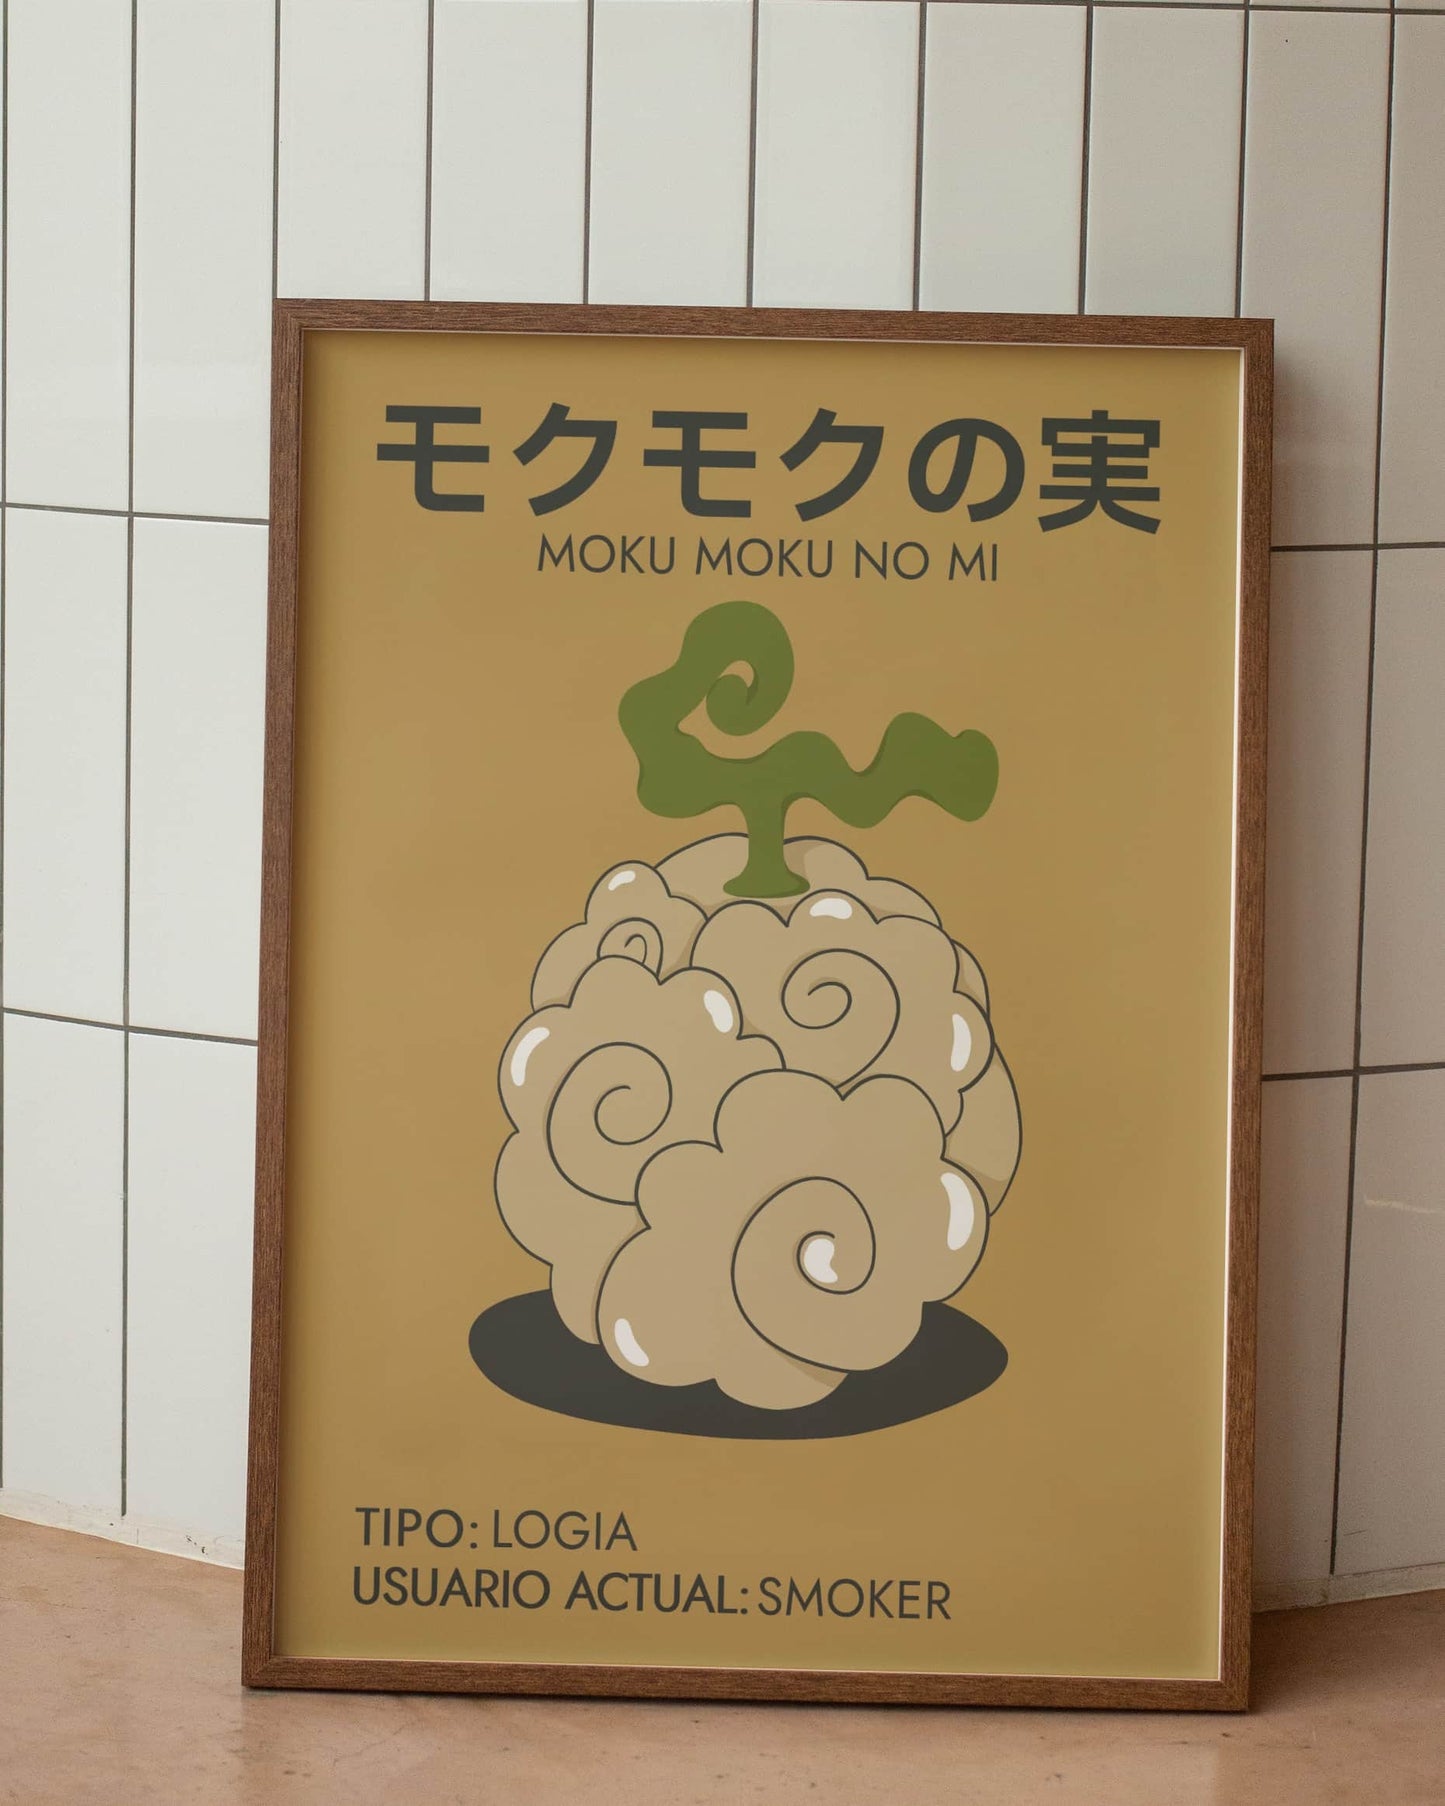 モクモクの実
MOKU MOKU NO MI
TIPO: LOGIA
USUARIO ACTUAL: SMOKER